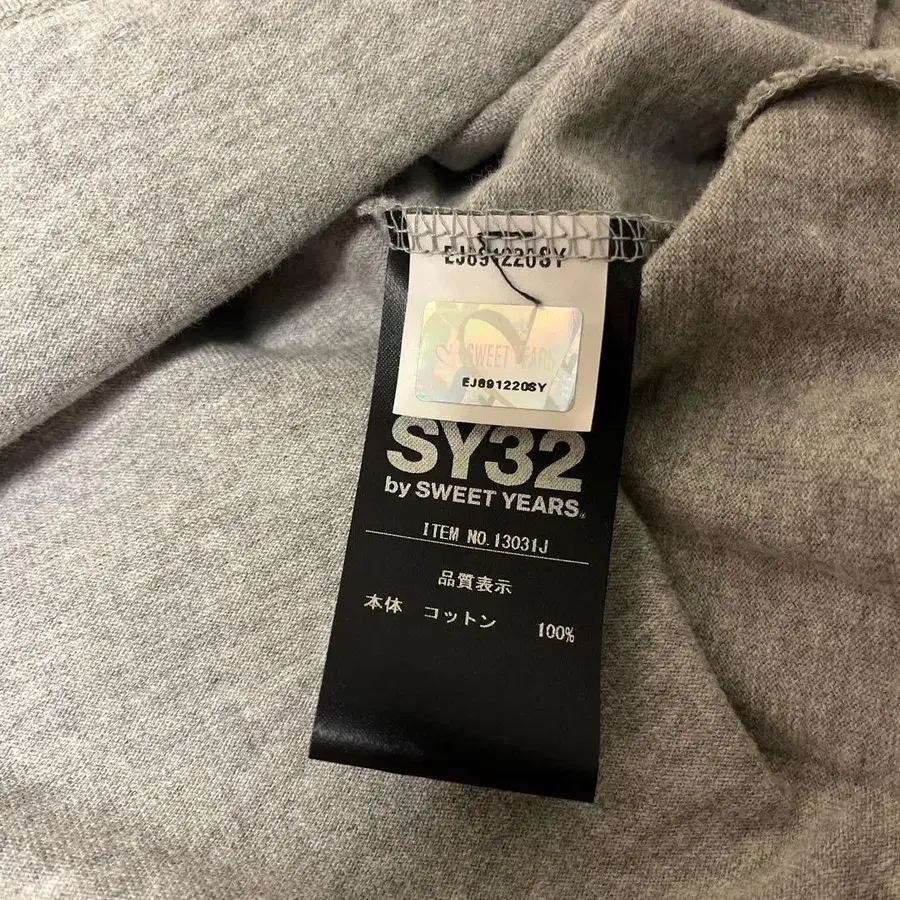 EJ891220SY
SWEET YEARS
EJ891220SY
SY32
by SWEET YEARS®
ITEM NO.13031J
品質表示
本体 コットン 100%